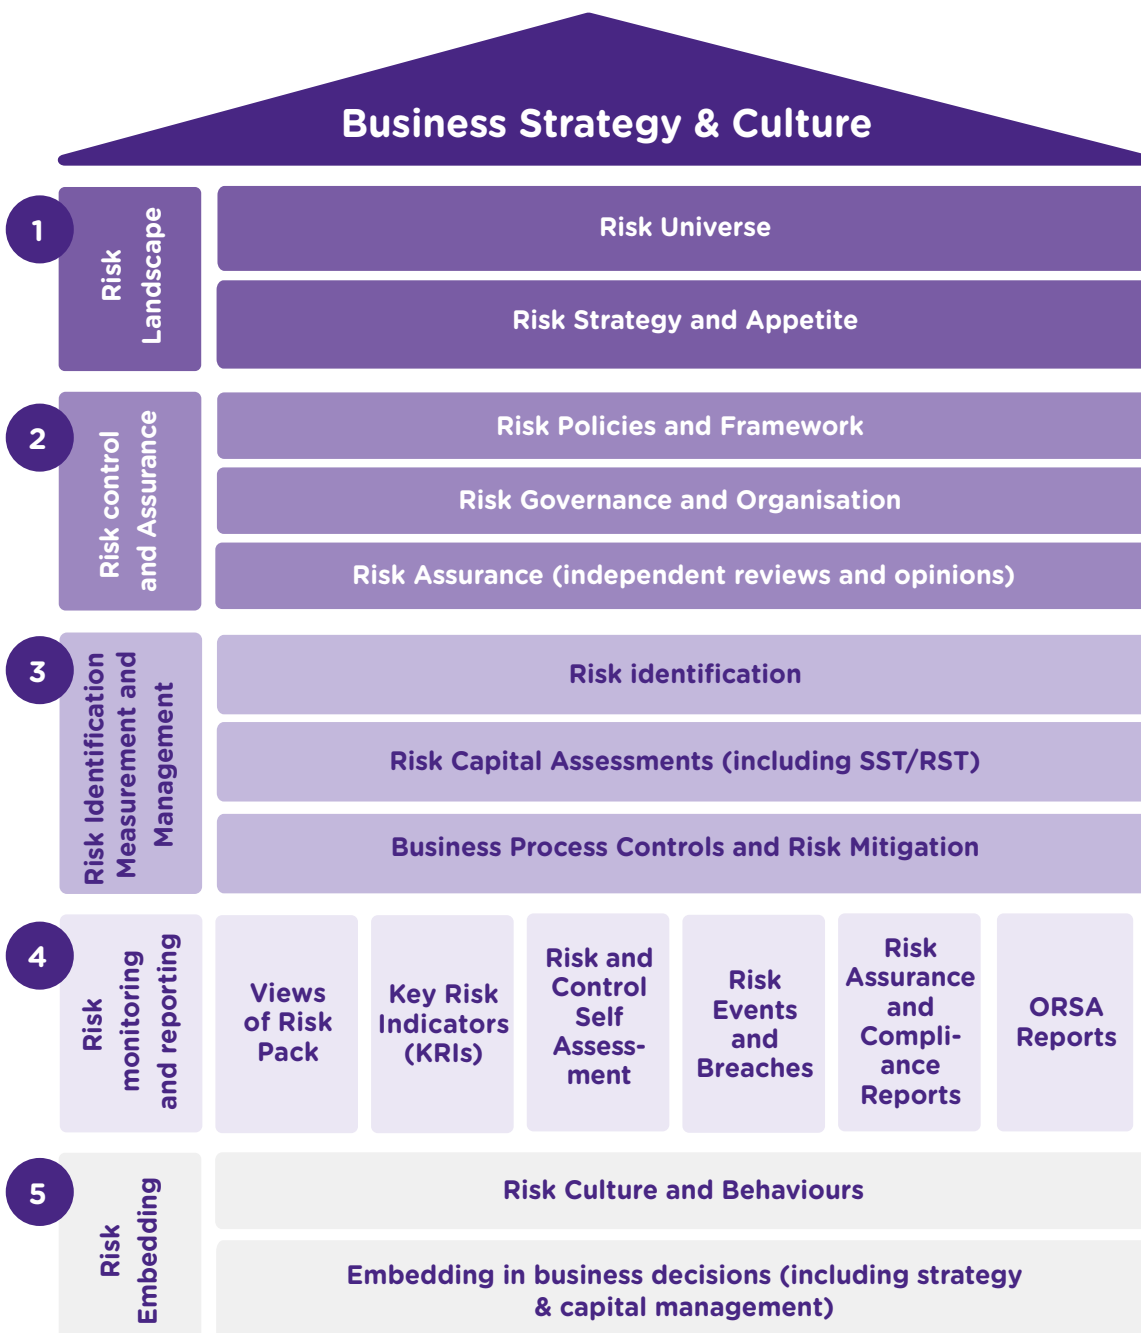 Business Strategy & Culture
1
Risk
Landscape
Risk Universe
Risk Strategy and Appetite
2
Risk control
and Assurance
Risk Policies and Framework
Risk Governance and Organisation
Risk Assurance (independent reviews and opinions)
3
Risk Identification
Measurement and
Management
Risk identification
Risk Capital Assessments (including SST/RST)
Business Process Controls and Risk Mitigation
4
Risk
monitoring
and reporting
Views
of Risk
Pack
Key Risk
Indicators
(KRIs)
Risk and
Control
Self
Assess-
ment
Risk
Events
and
Breaches
Risk
Assurance
and
Compli-
ance
Reports
ORSA
Reports
5
Risk
Embedding
Risk Culture and Behaviours
Embedding in business decisions (including strategy
& capital management)